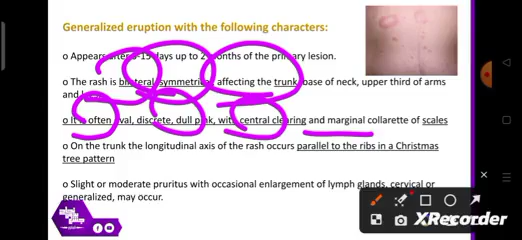 Generalized eruption with the following characters:
o Appears after 5-15 days up to 2 months of the primary lesion.
o The rash is bilateral, symmetrical affecting the trunk, base of neck, upper third of arms
and
o It is often oval, discrete, dull pink, with central clearing and marginal collarette of scales
o On the trunk the longitudinal axis of the rash occurs parallel to the ribs in a Christmas
tree pattern
o Slight or moderate pruritus with occasional enlargement of lymph glands, cervical or
generalized, may occur.
XRecorder